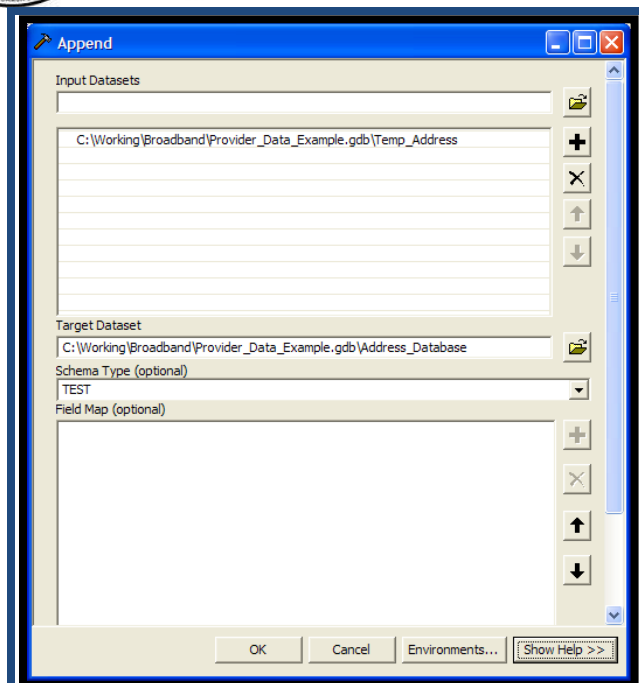 Append
Input Datasets
C:\Working\Broadband\Provider_Data_Example.gdb\Temp_Address
Target Dataset
C:\Working\Broadband\Provider_Data_Example.gdb\Address_Database
Schema Type (optional)
TEST
Field Map (optional)
OK Cancel Environments... Show Help >>